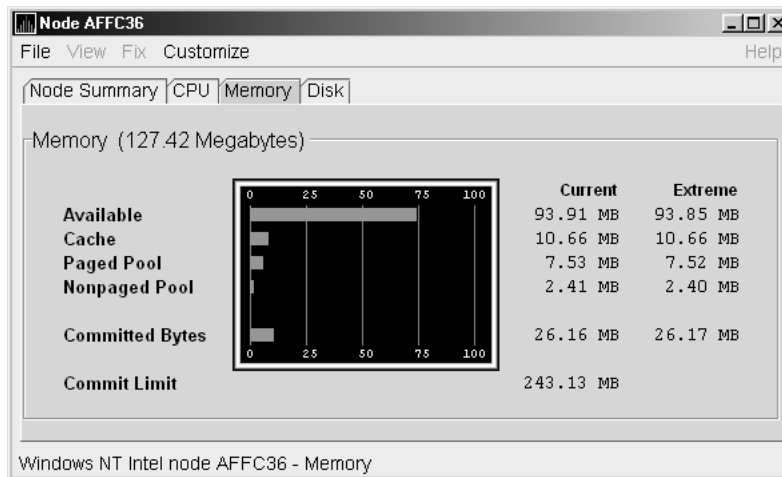 Node AFFC36
File View Fix Customize Help
Node Summary CPU Memory Disk
Memory (127.42 Megabytes)
0 25 50 75 100 Current Extreme
Available 93.91 MB 93.85 MB
Cache 10.66 MB 10.66 MB
Paged Pool 7.53 MB 7.52 MB
Nonpaged Pool 2.41 MB 2.40 MB
Committed Bytes 26.16 MB 26.17 MB
0 25 50 75 100
Commit Limit 243.13 MB
Windows NT Intel node AFFC36 - Memory